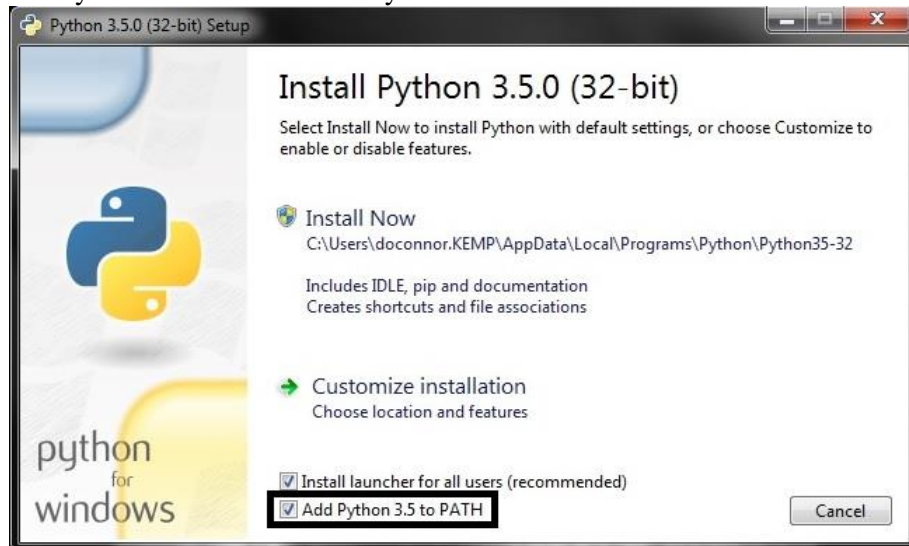 Python 3.5.0 (32-bit) Setup
Install Python 3.5.0 (32-bit)
Select Install Now to install Python with default settings, or choose Customize to
enable or disable features.
Install Now
C:\Users\doconnor.KEMP\AppData\Local\Programs\Python\Python35-32
Includes IDLE, pip and documentation
Creates shortcuts and file associations
Customize installation
Choose location and features
python
for
windows
Install launcher for all users (recommended)
Add Python 3.5 to PATH
Cancel